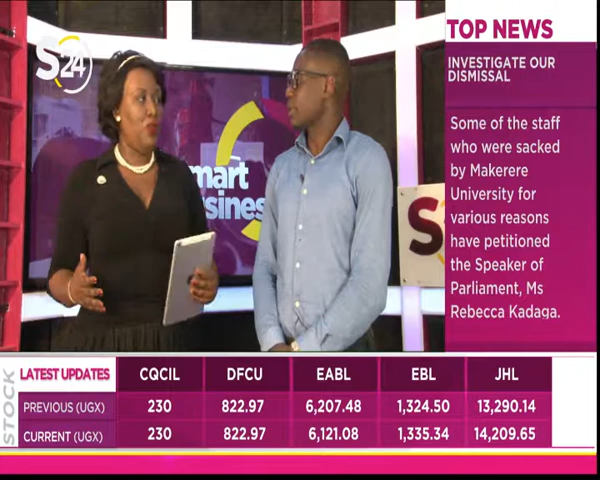 S24
mart
usines
S
TOP NEWS
INVESTIGATE OUR
DISMISSAL
Some of the staff
who were sacked
by Makerere
University for
various reasons
have petitioned
the Speaker of
Parliament, Ms
Rebecca Kadaga.
STOCK
LATEST UPDATES CQCIL DFCU EABL EBL JHL
PREVIOUS (UGX) 230 822.97 6,207.48 1,324.50 13,290.14
CURRENT (UGX) 230 822.97 6,121.08 1,335.34 14,209.65